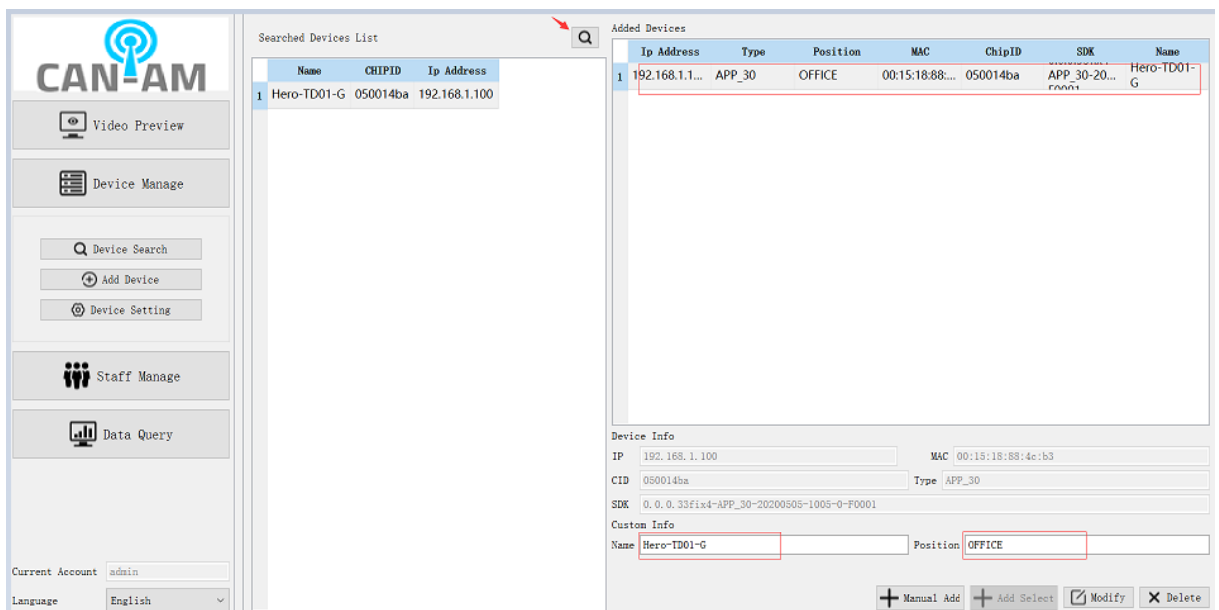 CAN-AM
Video Preview
Device Manage
Device Search
Add Device
Device Setting
Staff Manage
Data Query
Current Account admin
Language English
Searched Devices List
Name CHIPID Ip Address
1 Hero-TD01-G 050014ba 192.168.1.100
Added Devices
Ip Address Type Position MAC ChipID SDK Name
1 192.168.1.1... APP_30 OFFICE 00:15:18:88:... 050014ba APP_30-20... Hero-TD01-
G
Device Info
IP 192.168.1.100 MAC 00:15:18:88:4c:b3
CID 050014ba Type APP_30
SDK 0.0.0.33fix4-APP_30-20200505-1005-0-F0001
Custom Info
Name Hero-TD01-G Position OFFICE
Manual Add Add Select Modify Delete